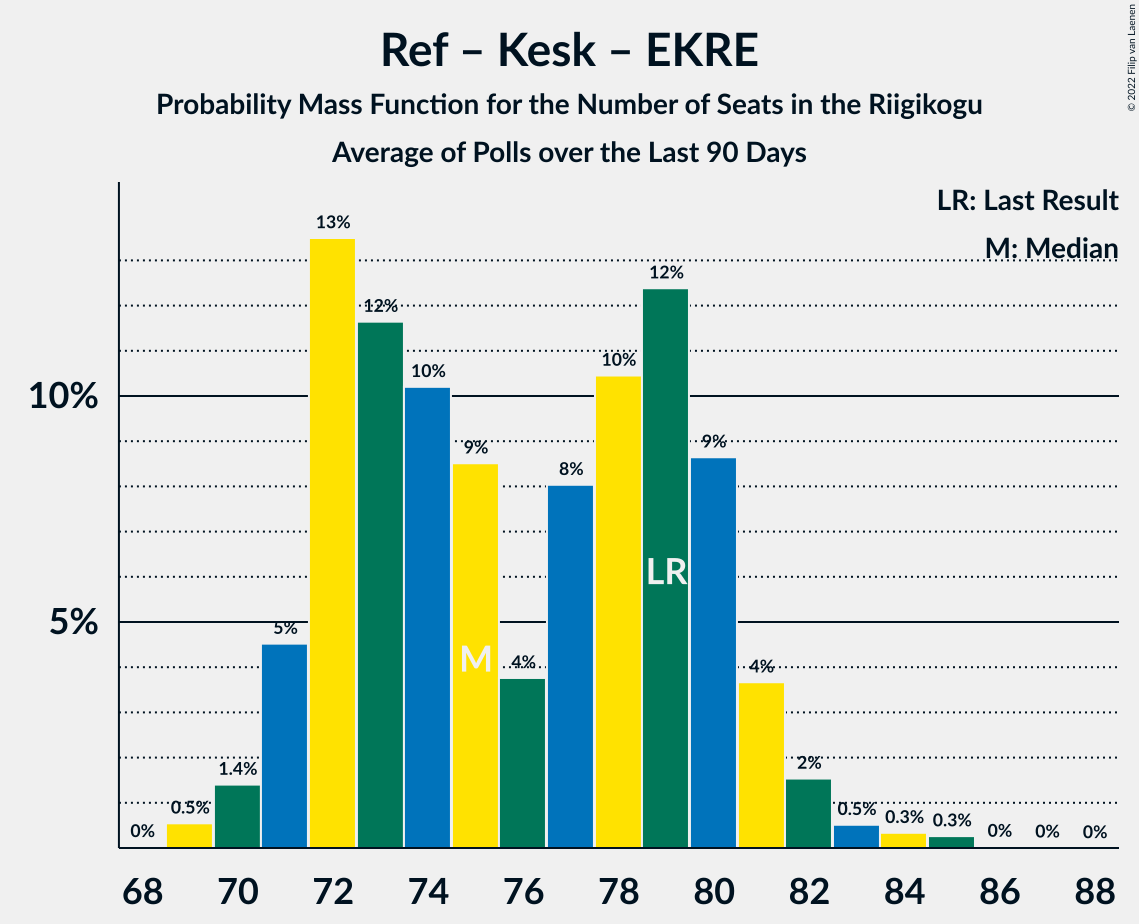 Ref – Kesk – EKRE
Probability Mass Function for the Number of Seats in the Riigikogu
Average of Polls over the Last 90 Days
© 2022 Filip van Laenen
LR: Last Result
M: Median
10%
5%
0%
0.5%
1.4%
5%
13%
12%
10%
9%
4%
8%
10%
12%
9%
4%
2%
0.5%
0.3%
0.3%
0%
0%
0%
M
LR
68 70 72 74 76 78 80 82 84 86 88